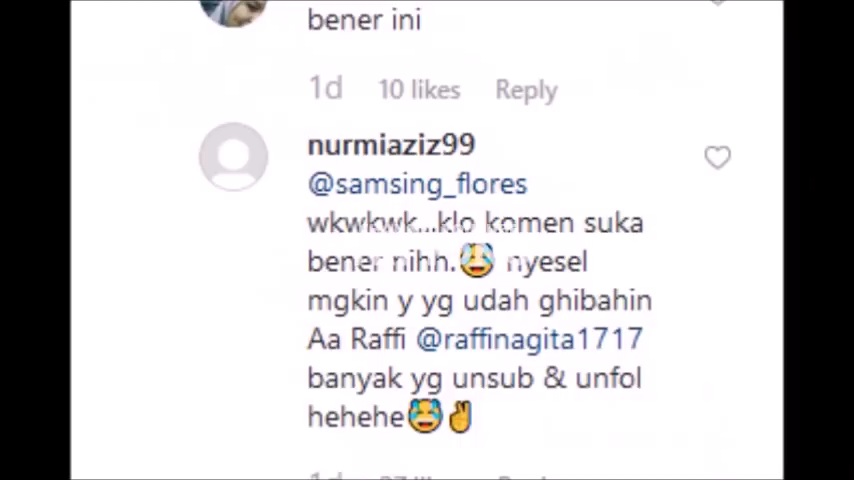 bener ini
1d 10 likes Reply
nurmiaziz99
@samsing_flores
wkwkwk...klo komen suka
bener nihh.😂 nyesel
mgkin y yg udah ghibahin
Aa Raffi @raffinagita1717
banyak yg unsub & unfol
hehehe😂✌